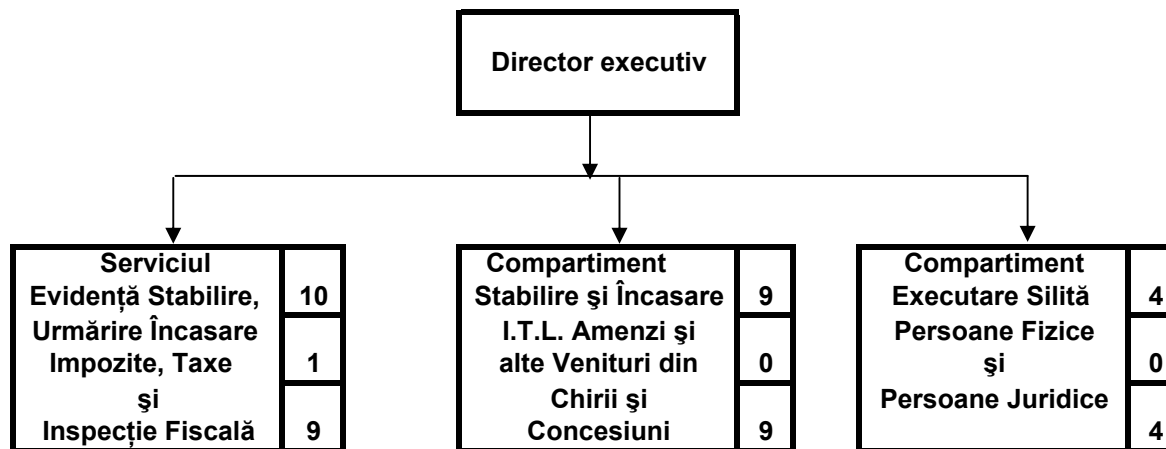 Director executiv
Serviciul
Evidență Stabilire,
Urmărire Încasare
Impozite, Taxe
şi
Inspecție Fiscală
10
1
9
Compartiment
Stabilire şi Încasare
I.T.L. Amenzi şi
alte Venituri din
Chirii şi
Concesiuni
9
0
9
Compartiment
Executare Silită
Persoane Fizice
şi
Persoane Juridice
4
0
4